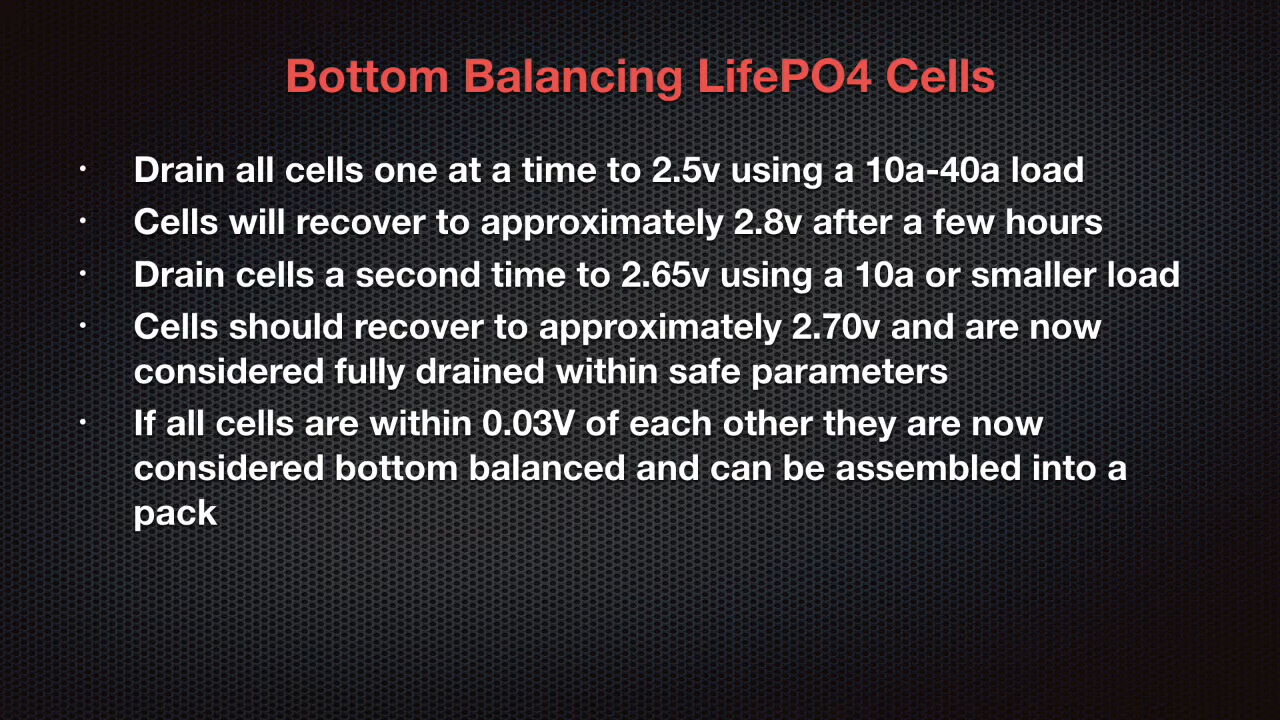 Bottom Balancing LifePO4 Cells
· Drain all cells one at a time to 2.5v using a 10a-40a load
· Cells will recover to approximately 2.8v after a few hours
· Drain cells a second time to 2.65v using a 10a or smaller load
· Cells should recover to approximately 2.70v and are now
considered fully drained within safe parameters
· If all cells are within 0.03V of each other they are now
considered bottom balanced and can be assembled into a
pack